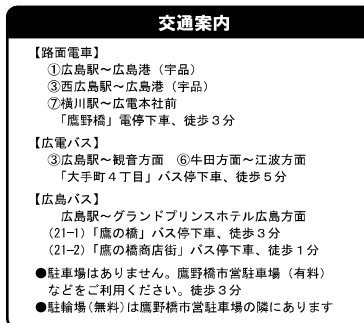 交通案内
【路面電車】
①広島駅～広島港（宇品）
③西広島駅～広島港（宇品）
⑦横川駅～広電本社前
「鷹野橋」電停下車、徒歩３分
【広電バス】
③広島駅～観音方面　⑥牛田方面～江波方面
「大手町４丁目」バス停下車、徒歩５分
【広島バス】
広島駅～グランドプリンスホテル広島方面
(21-1)「鷹の橋」バス停下車、徒歩３分
(21-2)「鷹の橋商店街」バス停下車、徒歩１分
●駐車場はありません。鷹野橋市営駐車場（有料）
などをご利用ください。徒歩３分
●駐輪場(無料)は鷹野橋市営駐車場の隣にあります